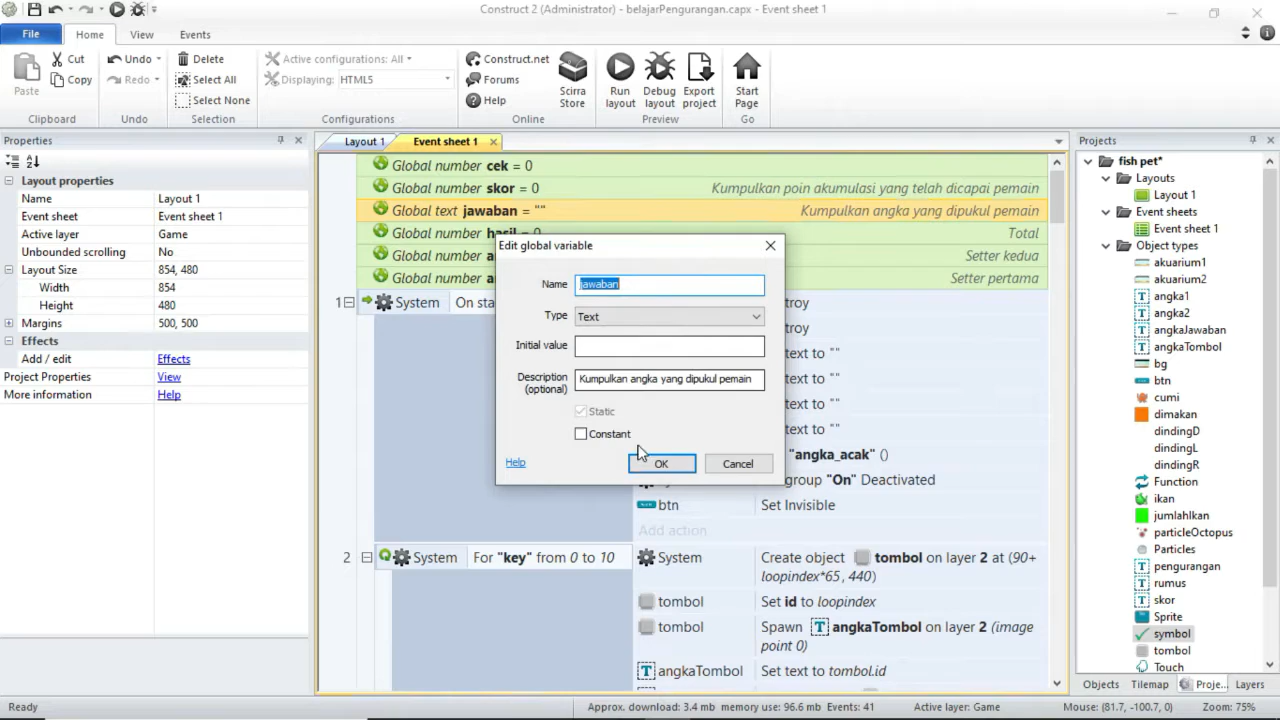 Construct 2 (Administrator) - belajarPengurangan.capx - Event sheet 1
File Home View Events
Paste
Cut
Copy
Clipboard
Undo
Redo
Undo
Delete
Select All
Select None
Selection
Active configurations: All
Displaying: HTML5
Configurations
Construct.net
Forums
Help
Scirra Store
Online
Run layout
Debug layout
Export project
Preview
Start Page
Go
Properties
Layout properties
Name Layout 1
Event sheet Event sheet 1
Active layer Game
Unbounded scrolling No
Layout Size 854, 480
Width 854
Height 480
Margins 500, 500
Effects
Add / edit Effects
Project Properties View
More information Help
Layout 1 Event sheet 1
Global number cek = 0
Global number skor = 0 Kumpulkan poin akumulasi yang telah dicapai pemain
Global text jawaban = "" Kumpulkan angka yang dipukul pemain
Global number hasil = 0 Total
Global number a Setter kedua
Global number a Setter pertama
1 System On sta troy
troy
text to ""
text to ""
text to ""
text to ""
"angka_acak" ()
group "On" Deactivated
btn Set Invisible
Add action
2 System For "key" from 0 to 10 System Create object tombol on layer 2 at (90+
loopindex*65, 440)
tombol Set id to loopindex
tombol Spawn T angkaTombol on layer 2 (image
point 0)
T angkaTombol Set text to tombol.id
Edit global variable
Name jawaban
Type Text
Initial value
Description (optional) Kumpulkan angka yang dipukul pemain
Static
Constant
Help OK Cancel
Projects
fish pet*
Layouts
Layout 1
Event sheets
Event sheet 1
Object types
akuarium1
akuarium2
angka1
angka2
angkaJawaban
angkaTombol
bg
btn
cumi
dimakan
dindingD
dindingL
dindingR
Function
ikan
jumlahIkan
particleOctopus
Particles
pengurangan
rumus
skor
Sprite
symbol
tombol
Touch
Objects Tilemap Proje... Layers
Ready Approx. download: 3.4 mb memory use: 96.6 mb Events: 41 Active layer: Game Mouse: (81.7, -100.7, 0) Zoom: 75%